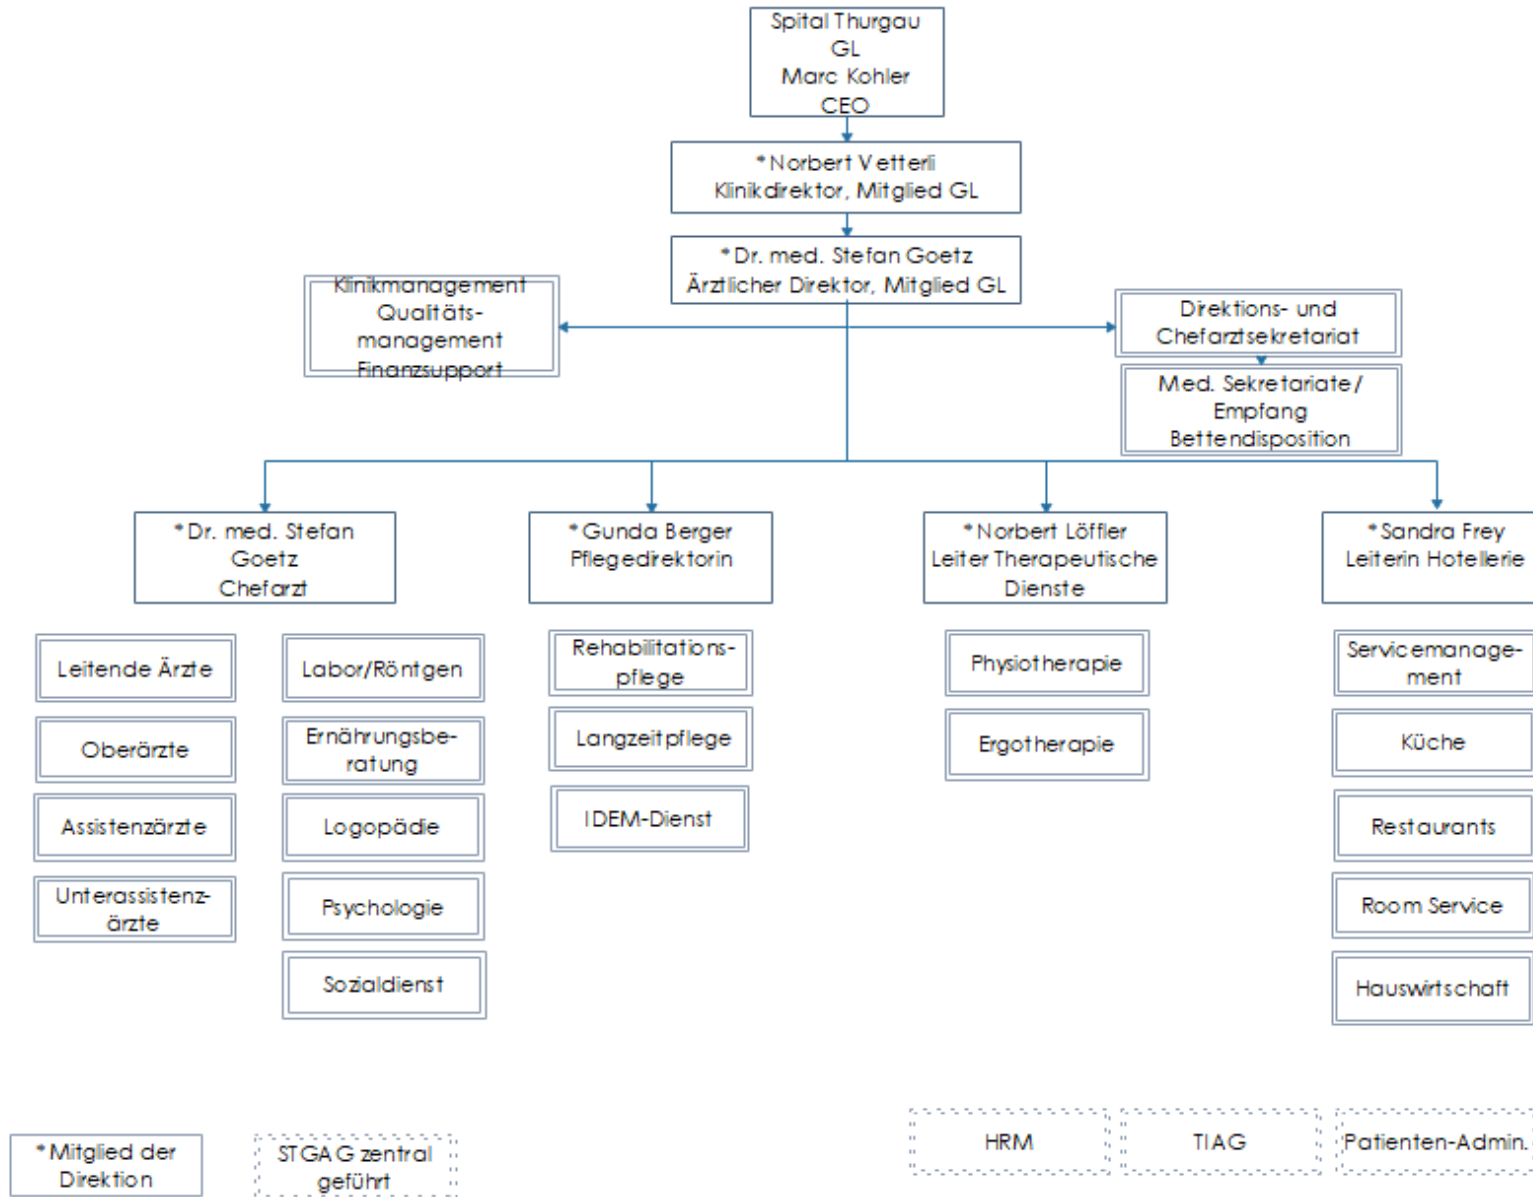 Spital Thurgau
GL
Marc Kohler
CEO
*Norbert Vetterli
Klinikdirektor, Mitglied GL
*Dr. med. Stefan Goetz
Ärztlicher Direktor, Mitglied GL
Klinikmanagement
Qualitäts-
management
Finanzsupport
Direktions- und
Chefarztsekretariat
Med. Sekretariate/
Empfang
Bettendisposition
*Dr. med. Stefan
Goetz
Chefarzt
*Gunda Berger
Pflegedirektorin
*Norbert Löffler
Leiter Therapeutische
Dienste
*Sandra Frey
Leiterin Hotellerie
Leitende Ärzte
Oberärzte
Assistenzärzte
Unterassistenz-
ärzte
Labor/Röntgen
Ernährungsbe-
ratung
Logopädie
Psychologie
Sozialdienst
Rehabilitations-
pflege
Langzeitpflege
IDEM-Dienst
Physiotherapie
Ergotherapie
Servicemanage-
ment
Küche
Restaurants
Room Service
Hauswirtschaft
*Mitglied der
Direktion
STGAG zentral
geführt
HRM
TIAG
Patienten-Admin.